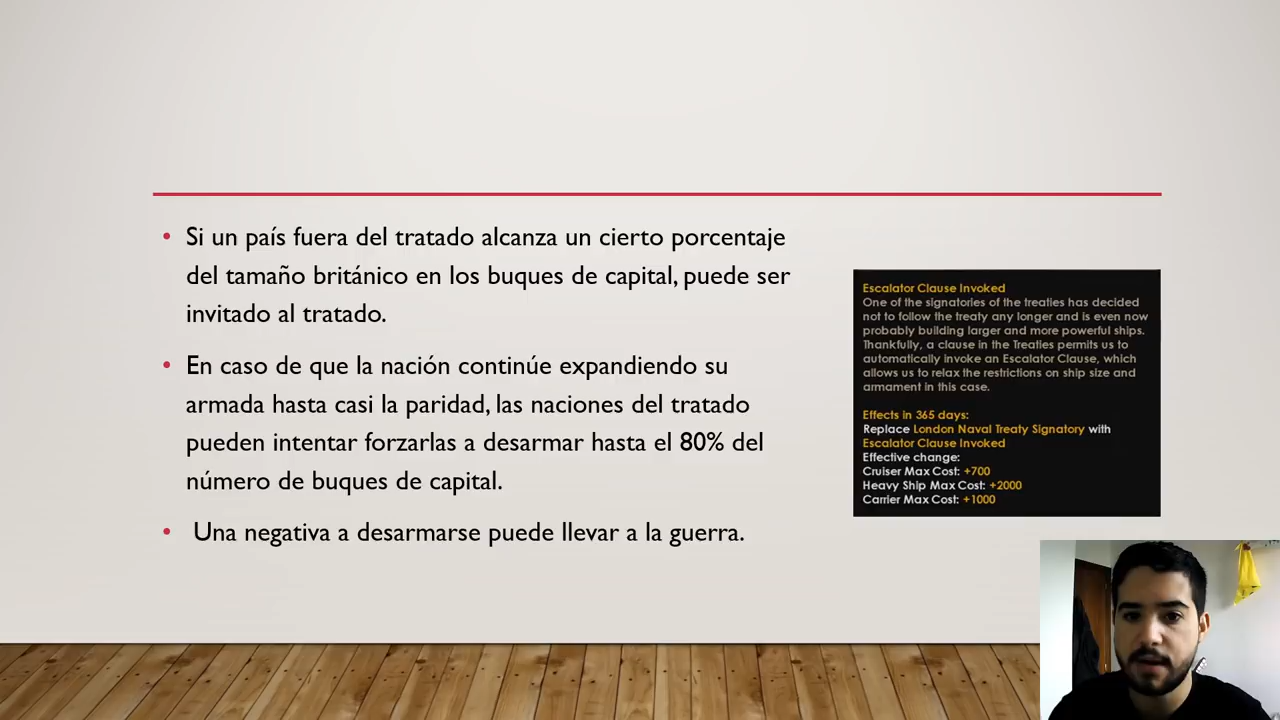 Si un país fuera del tratado alcanza un cierto porcentaje
del tamaño británico en los buques de capital, puede ser
invitado al tratado.
En caso de que la nación continúe expandiendo su
armada hasta casi la paridad, las naciones del tratado
pueden intentar forzarlas a desarmar hasta el 80% del
número de buques de capital.
Una negativa a desarmarse puede llevar a la guerra.
Escalator Clause Invoked
One of the signatories of the treaties has decided
not to follow the treaty any longer and is even now
probably building larger and more powerful ships.
Thankfully, a clause in the Treaties permits us to
automatically invoke an Escalator Clause, which
allows us to relax the restrictions on ship size and
armament in this case.
Effects in 365 days:
Replace London Naval Treaty Signatory with
Escalator Clause Invoked
Effective change:
Cruiser Max Cost: +700
Heavy Ship Max Cost: +2000
Carrier Max Cost: +1000